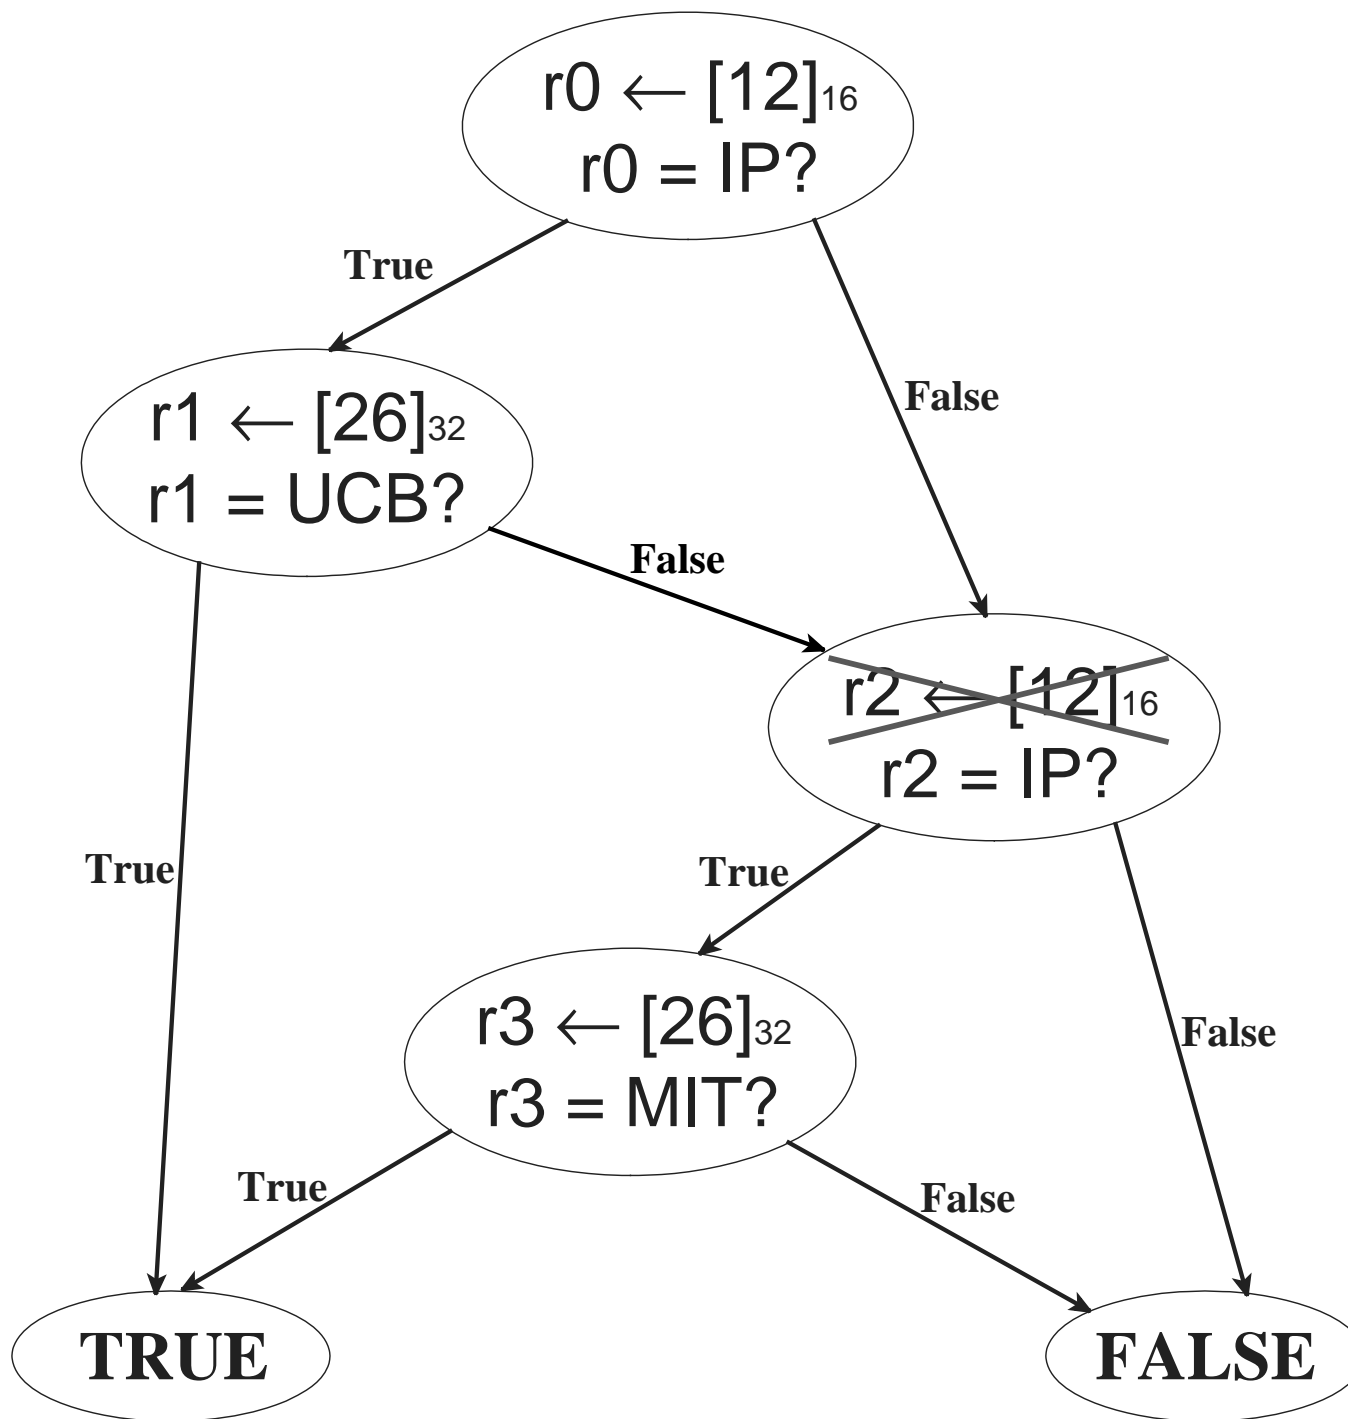 r0 ← [12]16
r0 = IP?
True
False
r1 ← [26]32
r1 = UCB?
False
r2 ← [12]16
r2 = IP?
True
True
False
r3 ← [26]32
r3 = MIT?
True
False
TRUE
FALSE